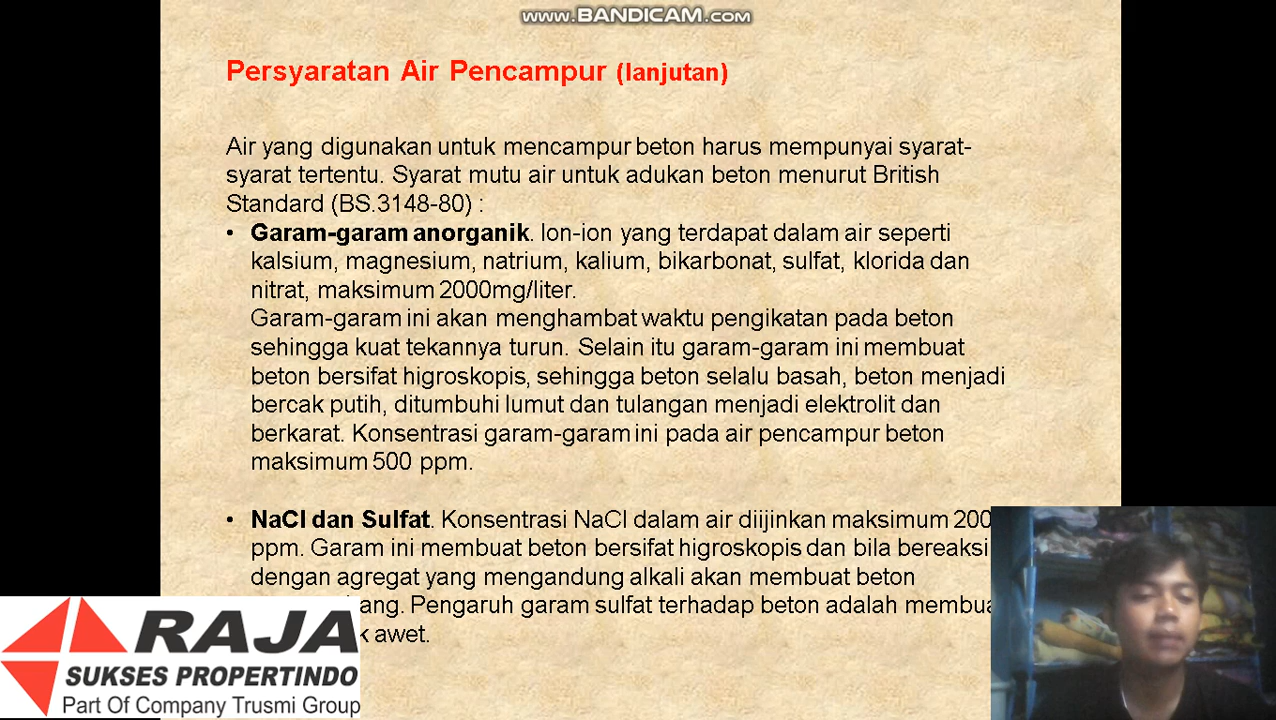 www.BANDICAM.com
Persyaratan Air Pencampur (lanjutan)
Air yang digunakan untuk mencampur beton harus mempunyai syarat-
syarat tertentu. Syarat mutu air untuk adukan beton menurut British
Standard (BS.3148-80) :
• Garam-garam anorganik. Ion-ion yang terdapat dalam air seperti
kalsium, magnesium, natrium, kalium, bikarbonat, sulfat, klorida dan
nitrat, maksimum 2000mg/liter.
Garam-garam ini akan menghambat waktu pengikatan pada beton
sehingga kuat tekannya turun. Selain itu garam-garam ini membuat
beton bersifat higroskopis, sehingga beton selalu basah, beton menjadi
bercak putih, ditumbuhi lumut dan tulangan menjadi elektrolit dan
berkarat. Konsentrasi garam-garam ini pada air pencampur beton
maksimum 500 ppm.
• NaCl dan Sulfat. Konsentrasi NaCl dalam air diijinkan maksimum
ppm. Garam ini membuat beton bersifat higroskopis dan bila bereaksi
dengan agregat yang mengandung alkali akan membuat beton
Pengaruh garam sulfat terhadap beton adalah
awet.
RAJA
SUKSES PROPERTINDO
Part Of Company Trusmi Group